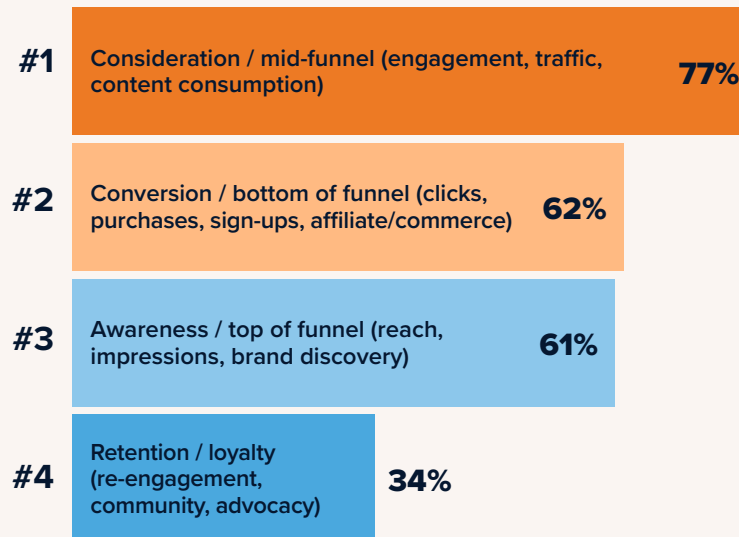 #1
Consideration / mid-funnel (engagement, traffic,
content consumption)
77%
#2
Conversion / bottom of funnel (clicks,
purchases, sign-ups, affiliate/commerce)
62%
#3
Awareness / top of funnel (reach,
impressions, brand discovery)
61%
#4
Retention / loyalty
(re-engagement,
community, advocacy)
34%